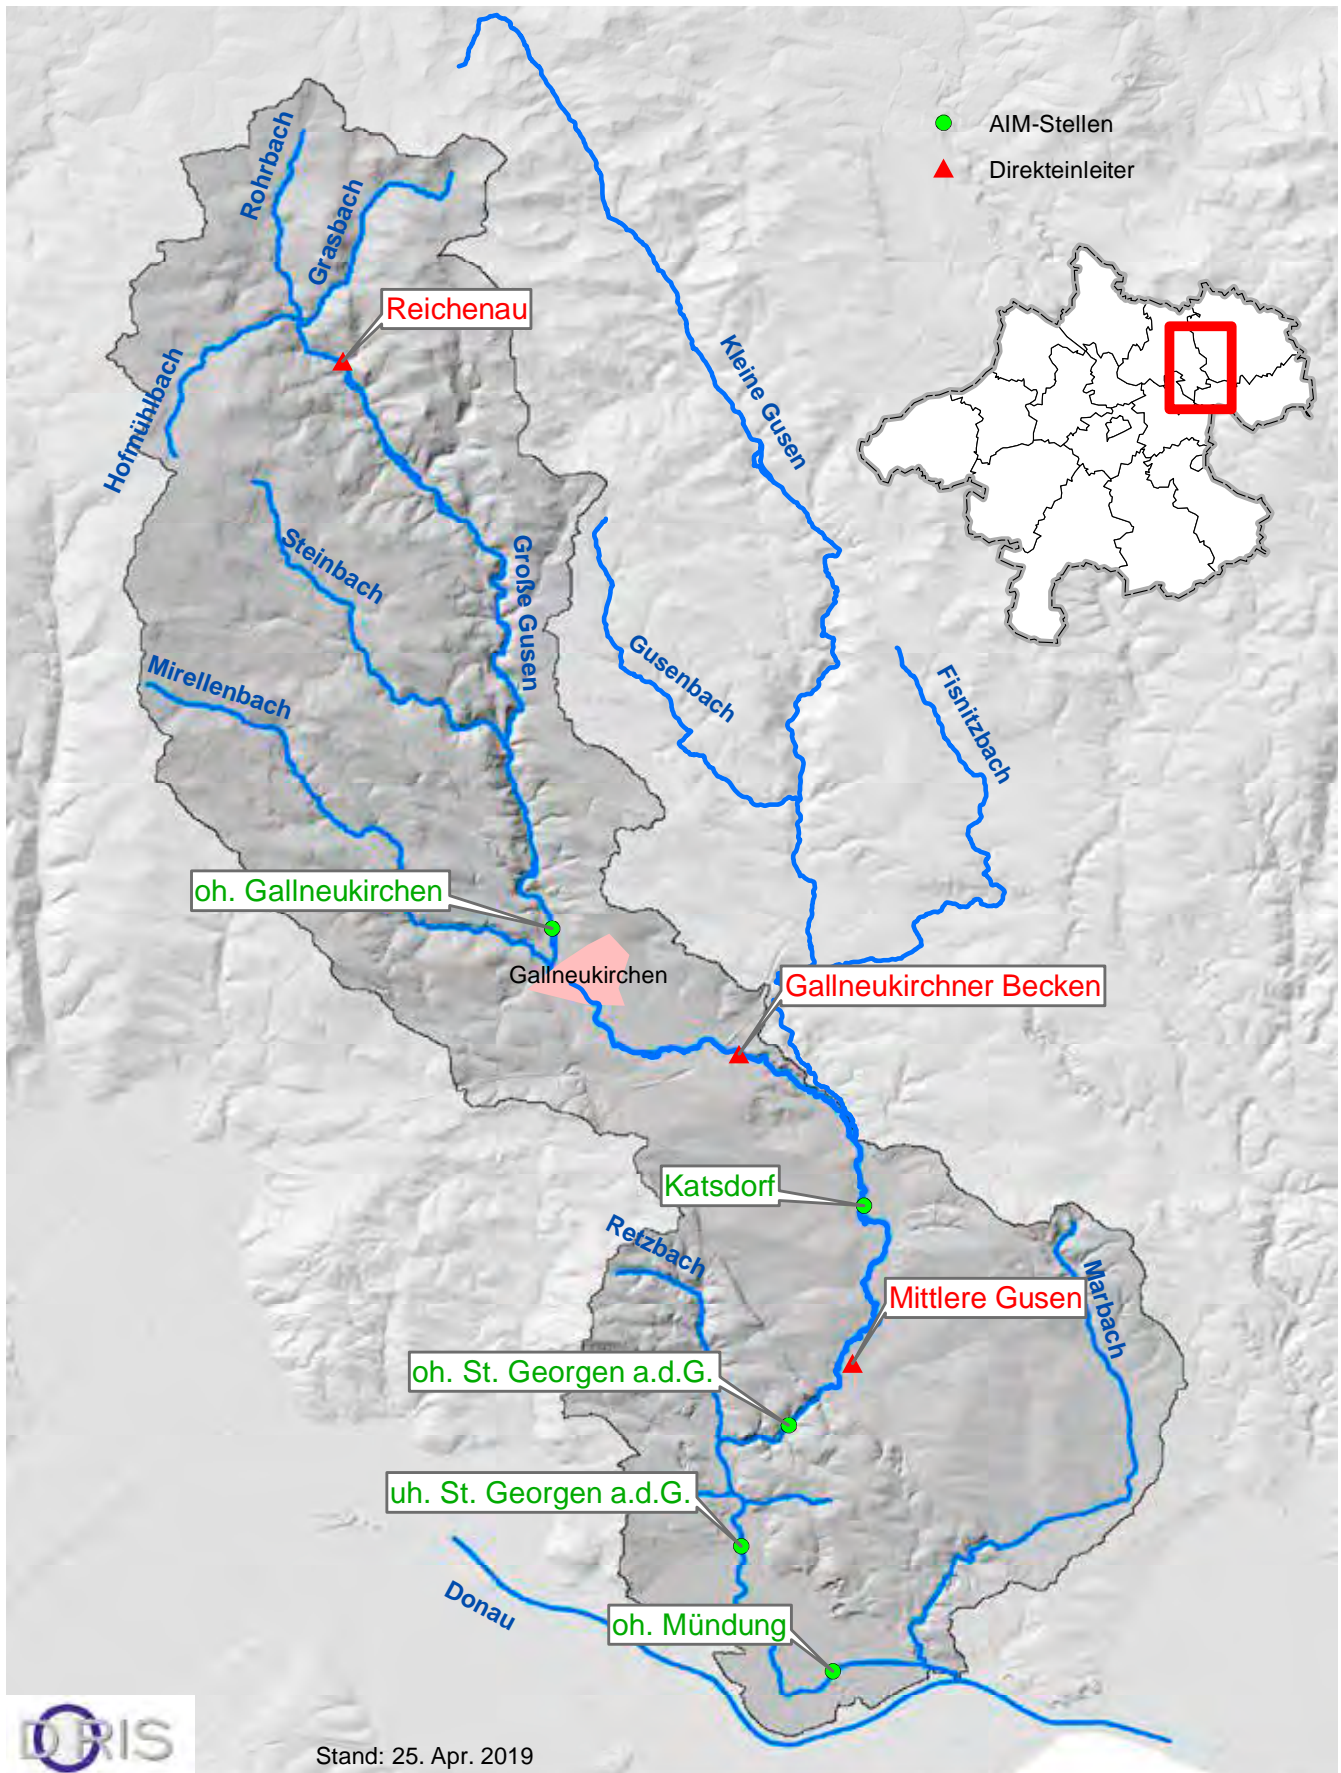 AIM-Stellen
Direkteinleiter
Rohrbach
Grasbach
Reichenau
Hofmühlbach
Kleine Gusen
Steinbach
Große Gusen
Gusenbach
Mirellenbach
Fisnitzbach
oh. Gallneukirchen
Gallneukirchen
Gallneukirchner Becken
Katsdorf
Retzbach
Marbach
Mittlere Gusen
oh. St. Georgen a.d.G.
uh. St. Georgen a.d.G.
Donau
oh. Mündung
DORIS
Stand: 25. Apr. 2019